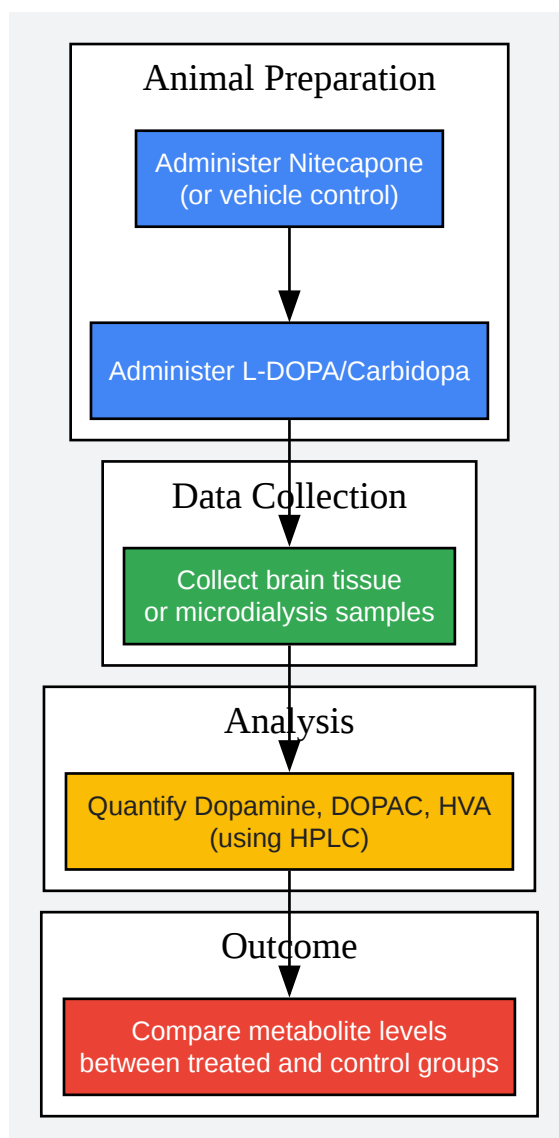 Animal Preparation
Administer Nitecapone
(or vehicle control)
Administer L-DOPA/Carbidopa
Data Collection
Collect brain tissue
or microdialysis samples
Analysis
Quantify Dopamine, DOPAC, HVA
(using HPLC)
Outcome
Compare metabolite levels
between treated and control groups